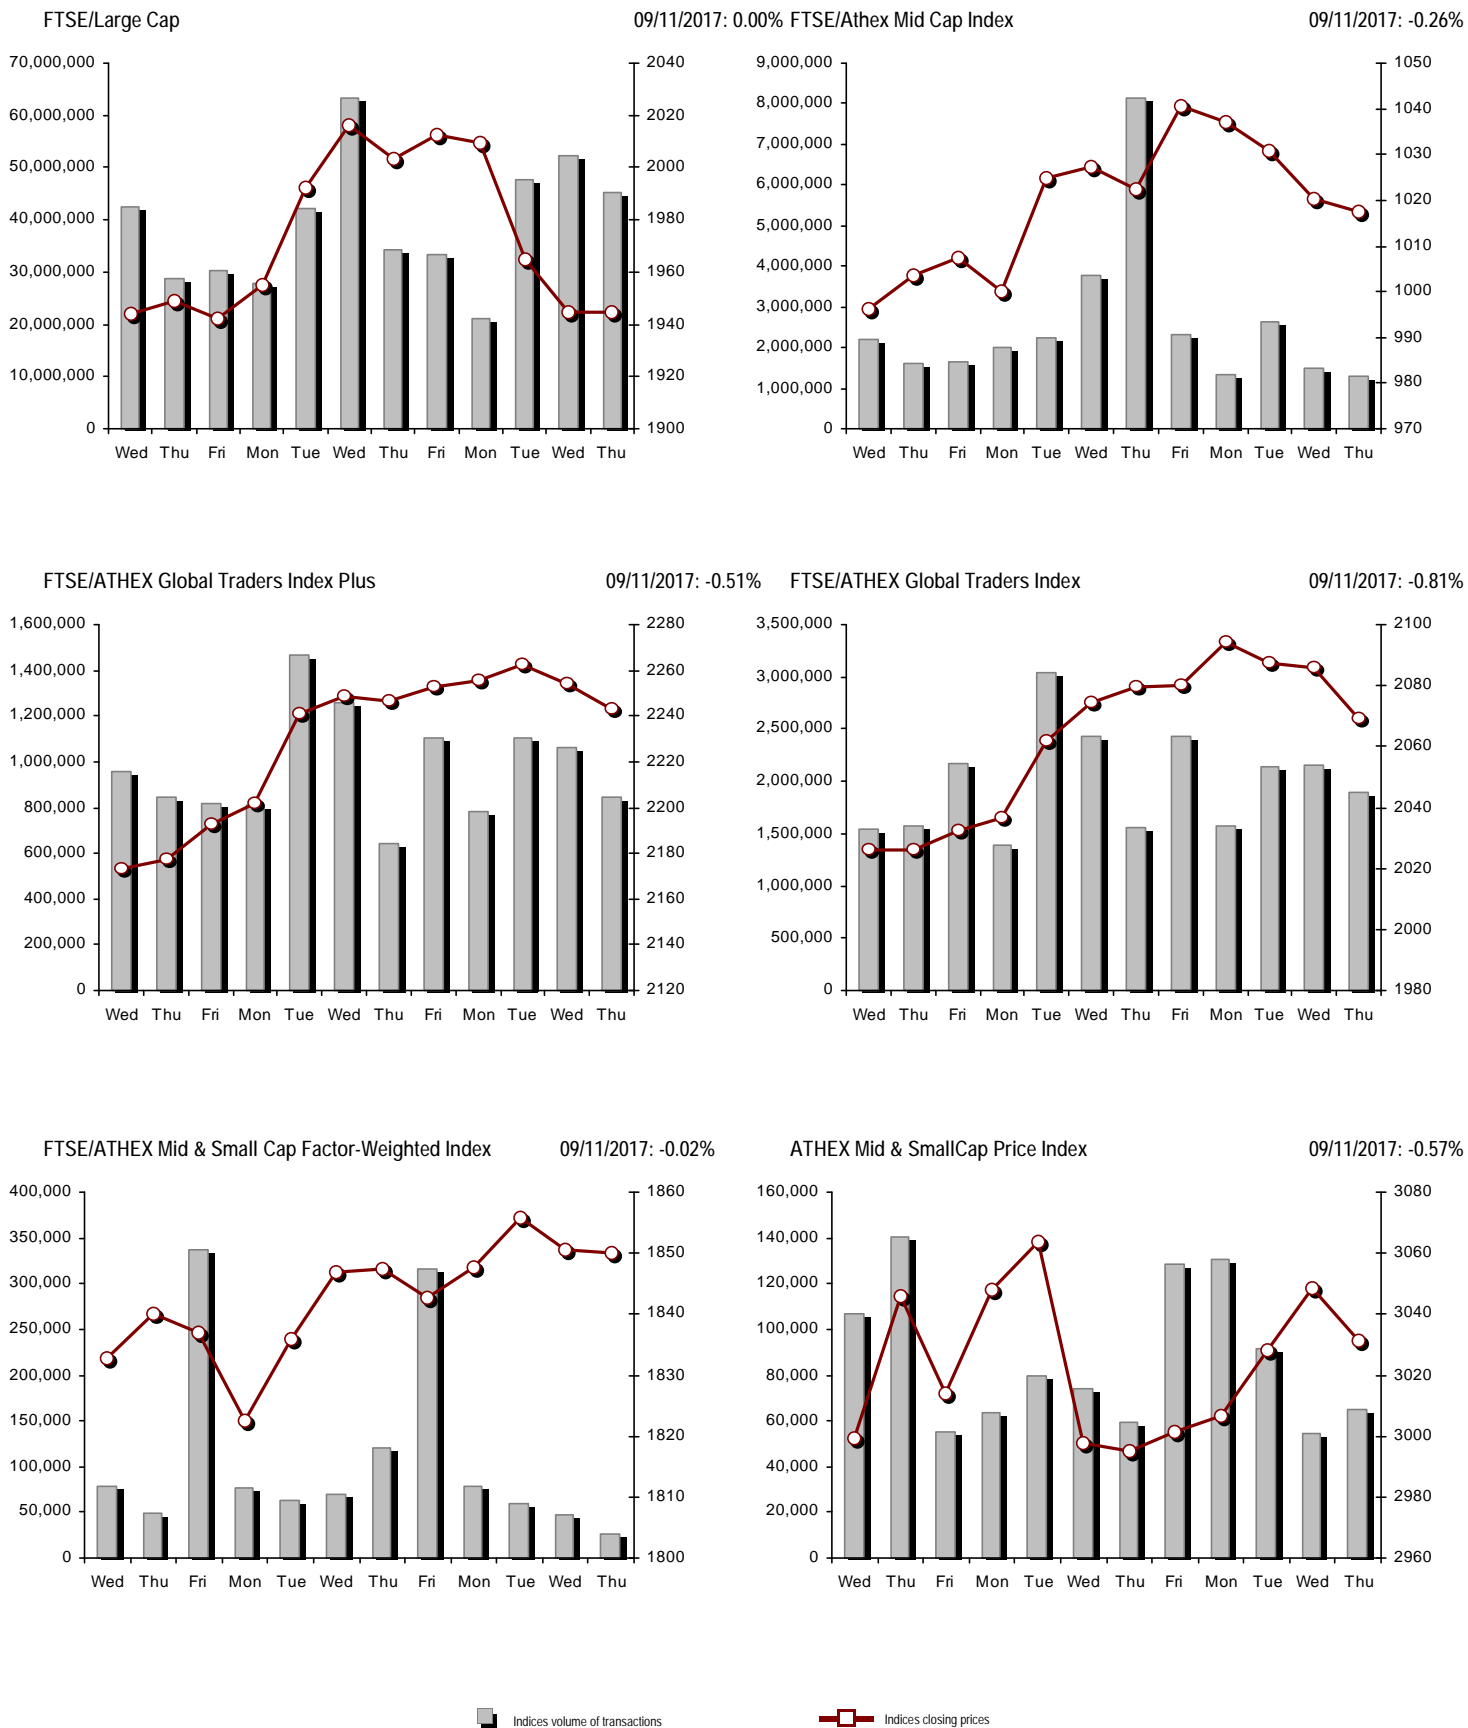 FTSE/Large Cap 09/11/2017: 0.00% FTSE/Athex Mid Cap Index 09/11/2017: -0.26%
70,000,000 2040 9,000,000 1050
60,000,000 2020 8,000,000 1040
50,000,000 2000 7,000,000 1030
40,000,000 1980 6,000,000 1020
30,000,000 1960 5,000,000 1010
20,000,000 1940 4,000,000 1000
10,000,000 1920 3,000,000 990
0 1900 2,000,000 980
1,000,000 970
0
Wed Thu Fri Mon Tue Wed Thu Fri Mon Tue Wed Thu Wed Thu Fri Mon Tue Wed Thu Fri Mon Tue Wed Thu
FTSE/ATHEX Global Traders Index Plus 09/11/2017: -0.51% FTSE/ATHEX Global Traders Index 09/11/2017: -0.81%
1,600,000 2280 3,500,000 2100
1,400,000 2260 3,000,000 2080
1,200,000 2240 2,500,000 2060
1,000,000 2220 2,000,000 2040
800,000 2200 1,500,000 2020
600,000 2180 1,000,000 2000
400,000 2160 500,000 1980
200,000 2140 0
0 2120
Wed Thu Fri Mon Tue Wed Thu Fri Mon Tue Wed Thu Wed Thu Fri Mon Tue Wed Thu Fri Mon Tue Wed Thu
FTSE/ATHEX Mid & Small Cap Factor-Weighted Index 09/11/2017: -0.02% ATHEX Mid & SmallCap Price Index 09/11/2017: -0.57%
400,000 1860 160,000 3080
350,000 1850 140,000 3060
300,000 1840 120,000 3040
250,000 1830 100,000 3020
200,000 1820 80,000 3000
150,000 1810 60,000 2980
100,000 1800 40,000 2960
50,000 20,000
0 0
Wed Thu Fri Mon Tue Wed Thu Fri Mon Tue Wed Thu Wed Thu Fri Mon Tue Wed Thu Fri Mon Tue Wed Thu
Indices volume of transactions Indices closing prices